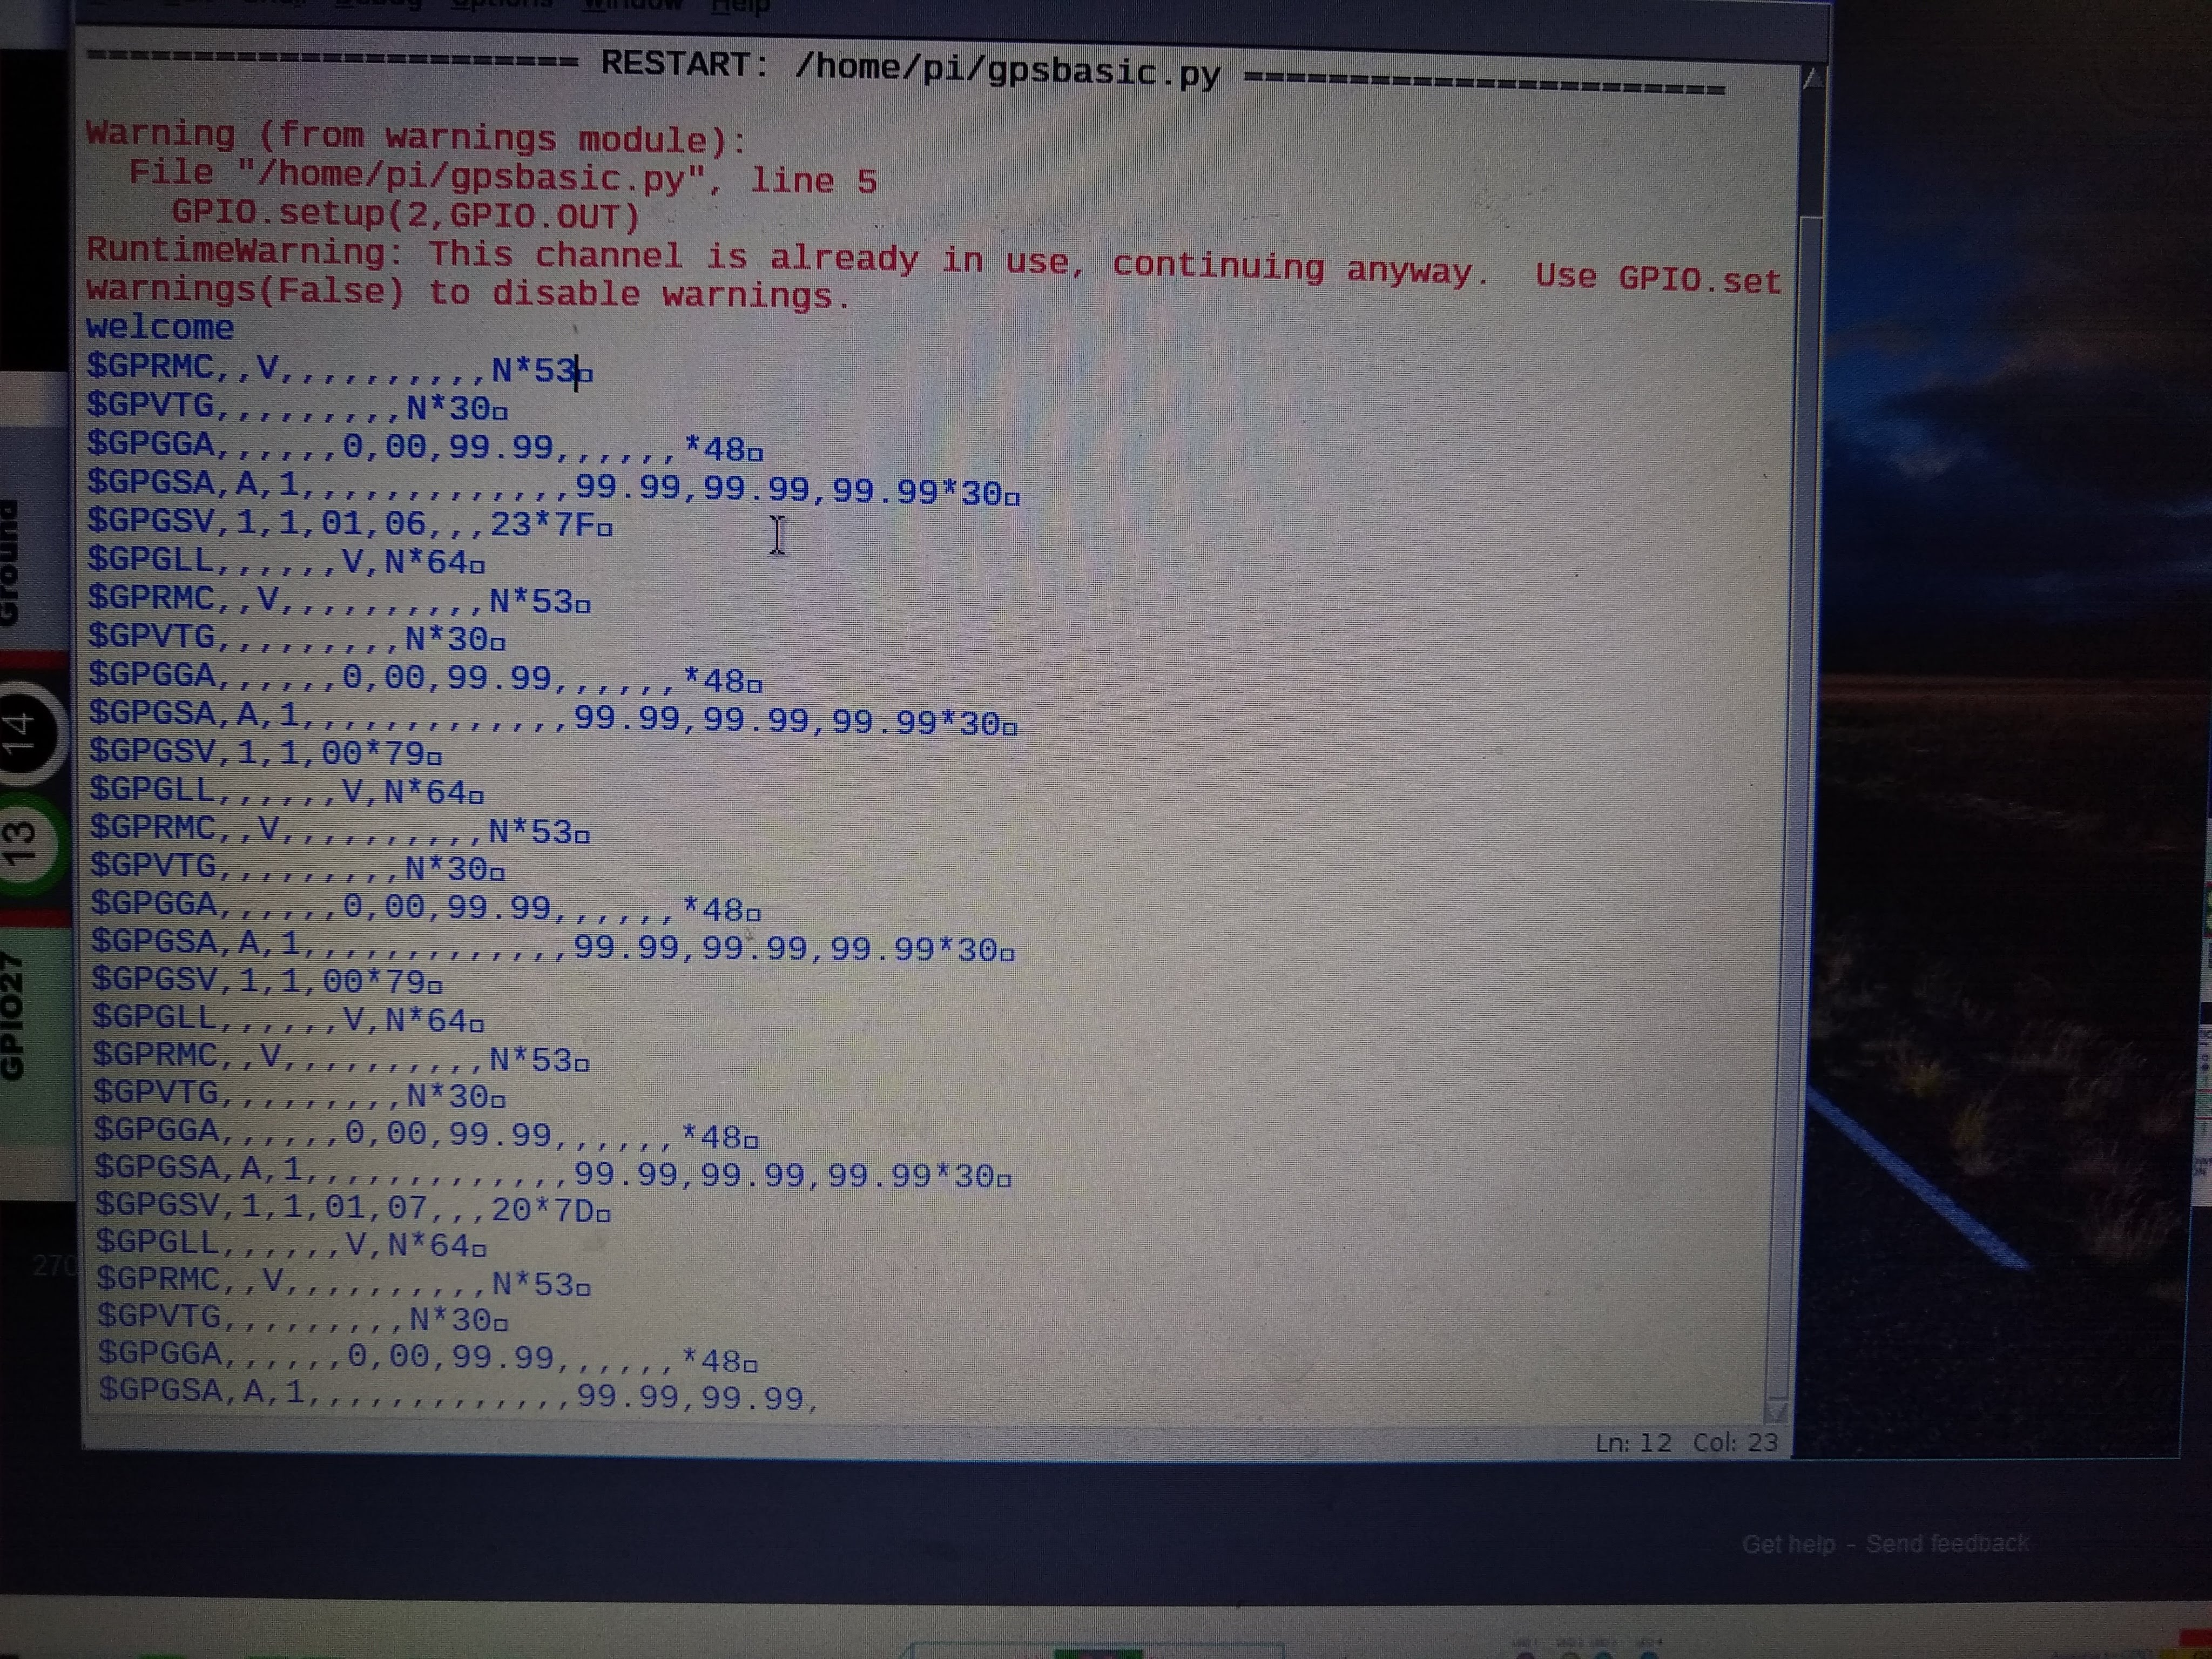 Help
====================== RESTART: /home/pi/gpsbasic.py ======================
Warning (from warnings module):
  File "/home/pi/gpsbasic.py", line 5
    GPIO.setup(2,GPIO.OUT)
RuntimeWarning: This channel is already in use, continuing anyway.  Use GPIO.set
warnings(False) to disable warnings.
welcome
$GPRMC,,V,,,,,,,,,,N*53
$GPVTG,,,,,,,,,N*30
$GPGGA,,,,,,0,00,99.99,,,,,,*48
$GPGSA,A,1,,,,,,,,,,,,,99.99,99.99,99.99*30
$GPGSV,1,1,01,06,,,23*7F
$GPGLL,,,,,,V,N*64
$GPRMC,,V,,,,,,,,,,N*53
$GPVTG,,,,,,,,,N*30
$GPGGA,,,,,,0,00,99.99,,,,,,*48
$GPGSA,A,1,,,,,,,,,,,,,99.99,99.99,99.99*30
$GPGSV,1,1,00*79
$GPGLL,,,,,,V,N*64
$GPRMC,,V,,,,,,,,,,N*53
$GPVTG,,,,,,,,,N*30
$GPGGA,,,,,,0,00,99.99,,,,,,*48
$GPGSA,A,1,,,,,,,,,,,,,99.99,99.99,99.99*30
$GPGSV,1,1,00*79
$GPGLL,,,,,,V,N*64
$GPRMC,,V,,,,,,,,,,N*53
$GPVTG,,,,,,,,,N*30
$GPGGA,,,,,,0,00,99.99,,,,,,*48
$GPGSA,A,1,,,,,,,,,,,,,99.99,99.99,99.99*30
$GPGSV,1,1,01,07,,,20*7D
$GPGLL,,,,,,V,N*64
$GPRMC,,V,,,,,,,,,,N*53
$GPVTG,,,,,,,,,N*30
$GPGGA,,,,,,0,00,99.99,,,,,,*48
$GPGSA,A,1,,,,,,,,,,,,,99.99,99.99,
Ln: 12 Col: 23
Ground
14
13
GPIO27
270
Get help - Send feedback